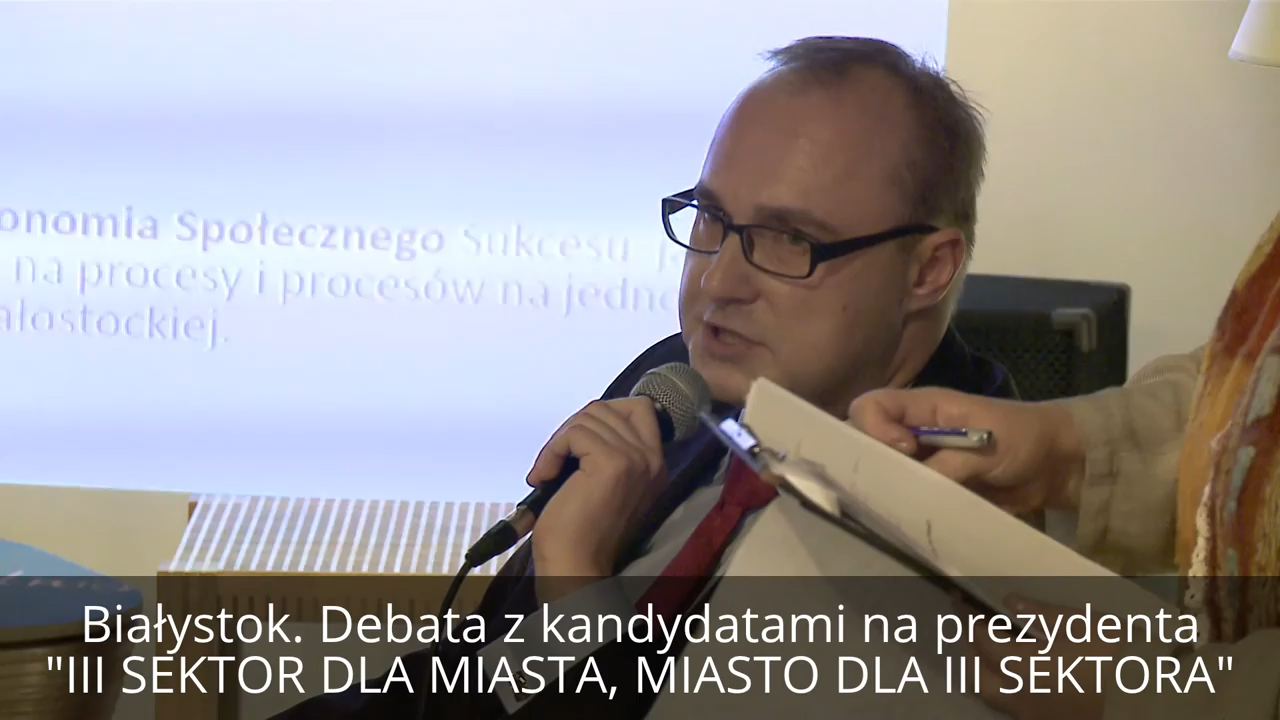 onomia Społecznego Sukcesu
na procesy i procesów na jedno
ałostockiej.
Białystok. Debata z kandydatami na prezydenta
"III SEKTOR DLA MIASTA, MIASTO DLA III SEKTORA"